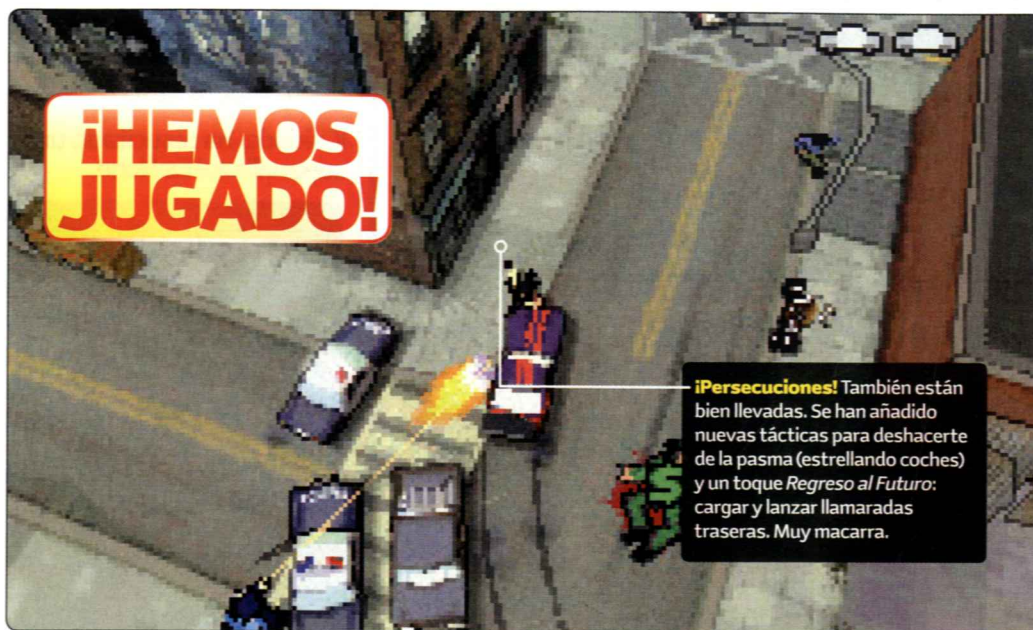 ¡HEMOS
JUGADO!
¡Persecuciones! También están
bien llevadas. Se han añadido
nuevas tácticas para deshacerte
de la pasma (estrellando coches)
y un toque Regreso al Futuro:
cargar y lanzar llamaradas
traseras. Muy macarra.